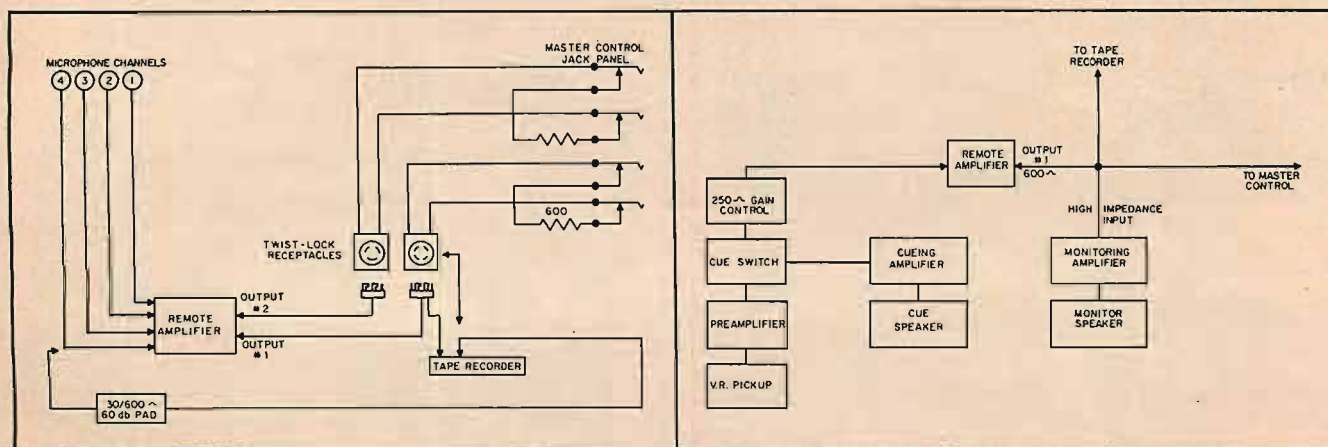 MICROPHONE CHANNELS
4 3 2 1
MASTER CONTROL
JACK PANEL
600
TWIST-LOCK
RECEPTACLES
REMOTE
AMPLIFIER
OUTPUT
#2
OUTPUT
#1
TAPE RECORDER
30/600 ~
60 db PAD
TO TAPE
RECORDER
REMOTE
AMPLIFIER
OUTPUT
#1
600 ~
TO MASTER
CONTROL
250 ~ GAIN
CONTROL
HIGH IMPEDANCE
INPUT
CUE SWITCH
CUEING
AMPLIFIER
MONITORING
AMPLIFIER
PREAMPLIFIER
CUE
SPEAKER
MONITOR
SPEAKER
V.R. PICKUP